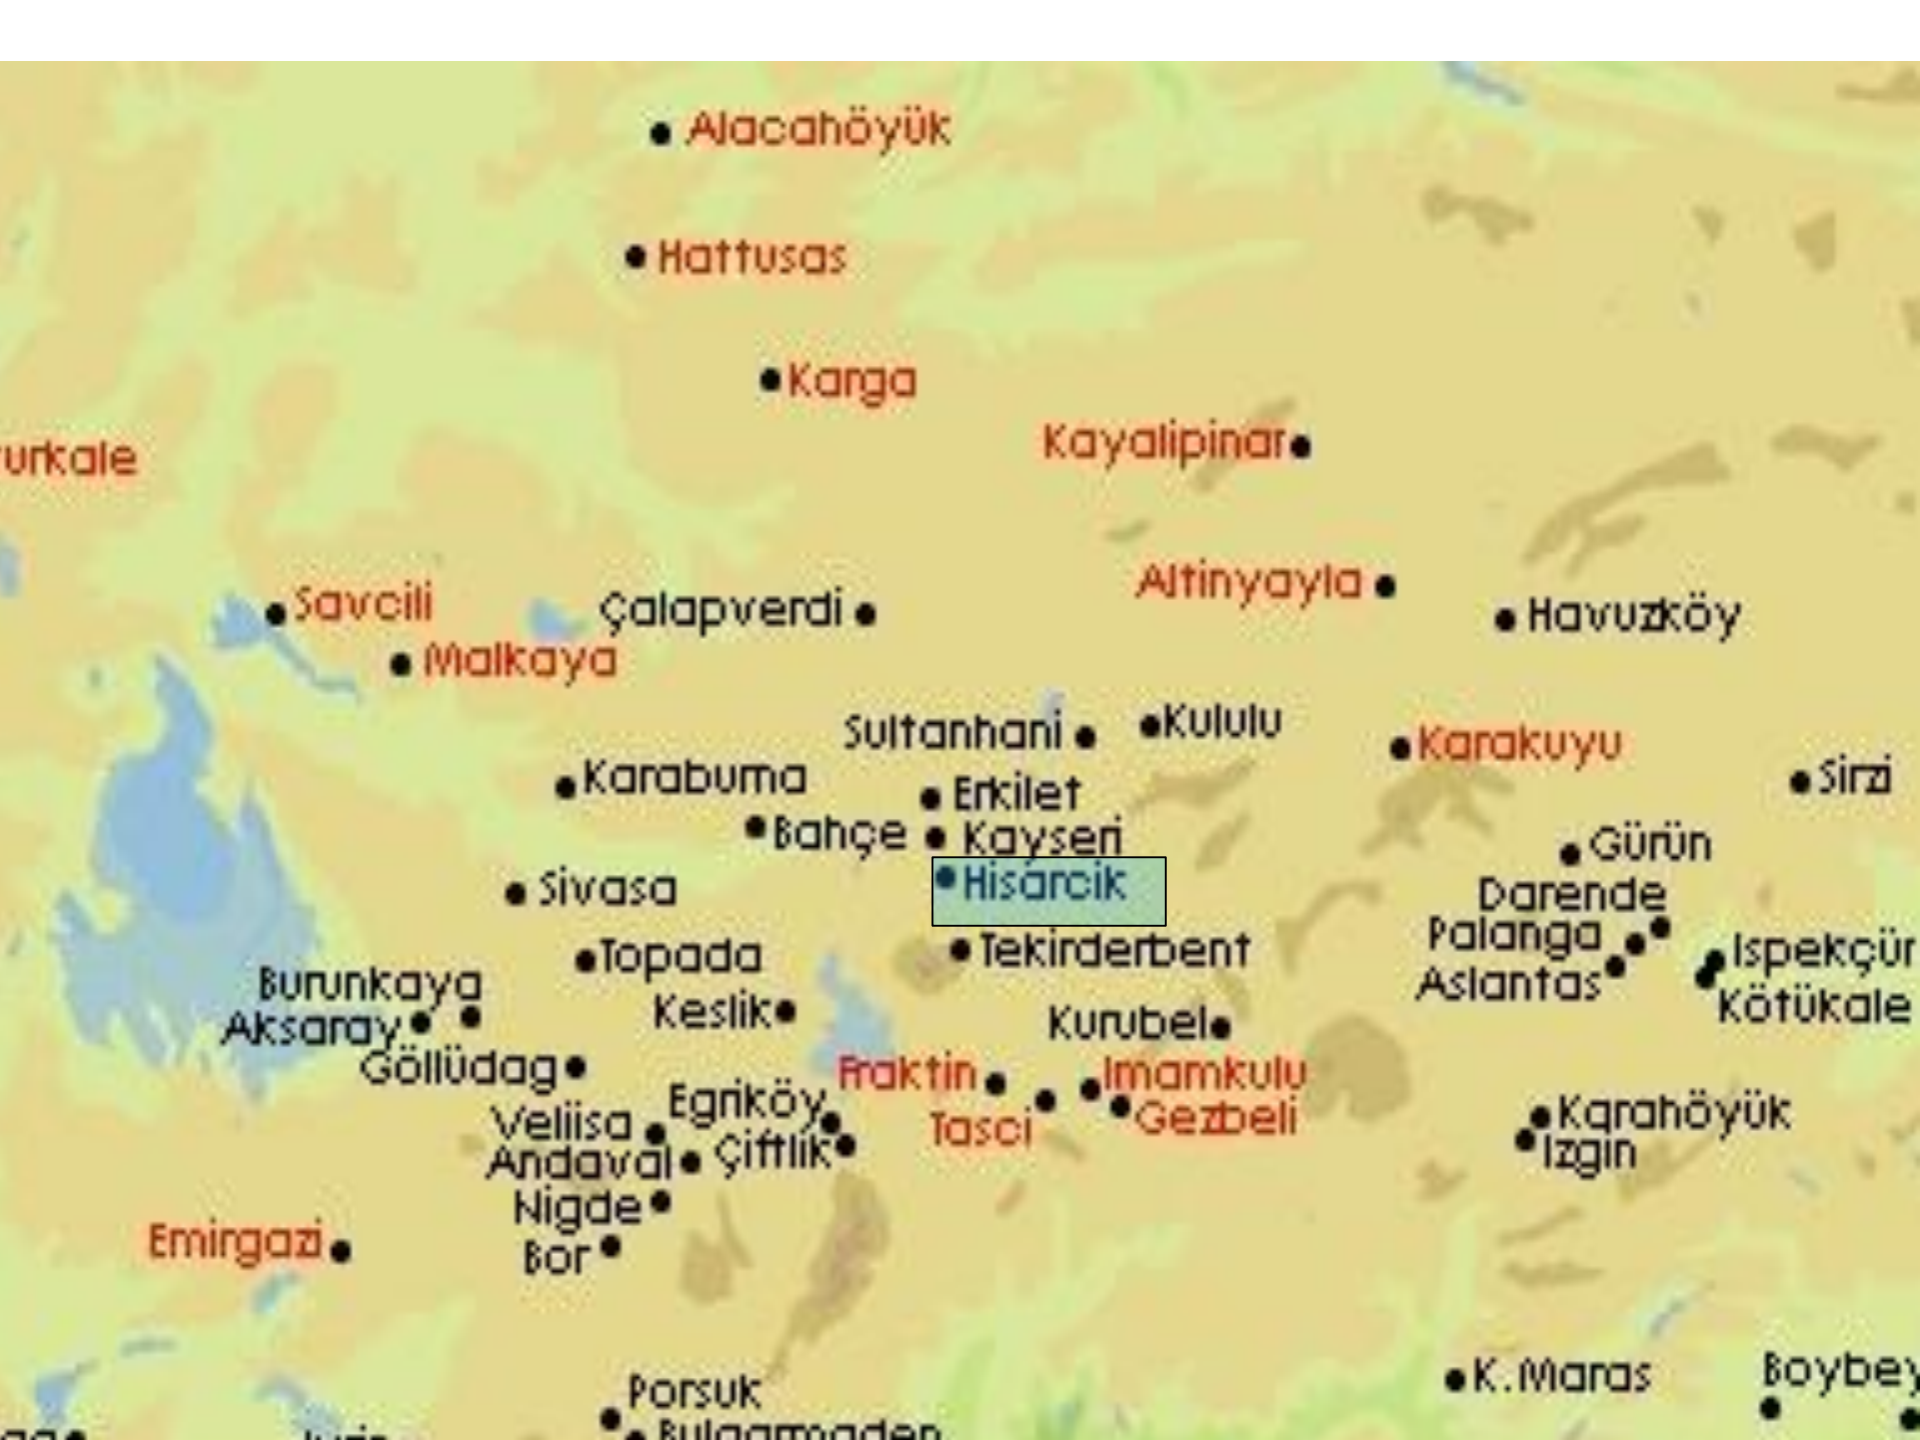 Alacahöyük
Hattusas
Karga
Kayalipinar
urkale
Altinyayla
Savcili
Çalapverdi
Havuzköy
Malkaya
Sultanhani
Kululu
Karakuyu
Karabuma
Erkilet
Sirzi
Bahçe
Kayseri
Gürün
Hisarcik
Sivasa
Darende
Palanga
Tekirderbent
Topada
Ispekçür
Aslantas
Burunkaya
Keslik
Kötükale
Aksaray
Kurubel
Göllüdag
Fraktin
Imamkulu
Egriköy
Veliisa
Tasci
Gezbeli
Karahöyük
Çiftlik
Andaval
Izgin
Nigde
Emirgazi
Bor
K.Maras
Boybey
Porsuk
Bulgarmaden